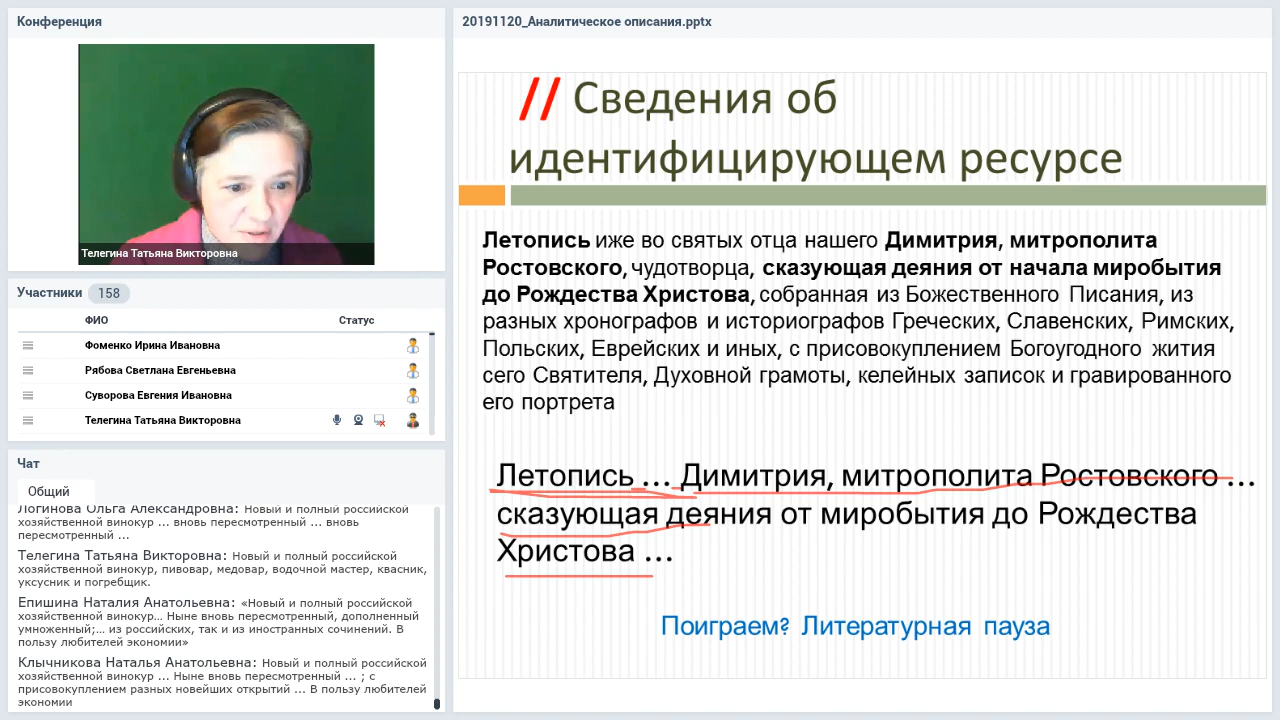 Конференция
Телегина Татьяна Викторовна
Участники 158
ФИО Статус
Фоменко Ирина Ивановна
Рябова Светлана Евгеньевна
Суворова Евгения Ивановна
Телегина Татьяна Викторовна
Чат
Общий
Логинова Ольга Александровна: Новый и полный российской
хозяйственной винокур ... вновь пересмотренный ... вновь
пересмотренный ...
Телегина Татьяна Викторовна: Новый и полный российской
хозяйственной винокур, пивовар, медовар, водочной мастер, квасник,
уксусник и погребщик.
Епишина Наталия Анатольевна: «Новый и полный российской
хозяйственной винокур... Ныне вновь пересмотренный, дополненный
умноженный;... из российских, так и из иностранных сочинений. В
пользу любителей экономии»
Клычникова Наталья Анатольевна: Новый и полный российской
хозяйственной винокур ... Ныне вновь пересмотренный ... ; с
присовокуплением разных новейших открытий ... В пользу любителей
экономии
20191120_Аналитическое описания.pptx
// Сведения об
идентифицирующем ресурсе
Летопись иже во святых отца нашего Димитрия, митрополита
Ростовского, чудотворца, сказующая деяния от начала миробытия
до Рождества Христова, собранная из Божественного Писания, из
разных хронографов и историографов Греческих, Славенских, Римских,
Польских, Еврейских и иных, с присовокуплением Богоугодного жития
сего Святителя, Духовной грамоты, келейных записок и гравированного
его портрета
Летопись ... Димитрия, митрополита Ростовского ...
сказующая деяния от миробытия до Рождества
Христова ...
Поиграем? Литературная пауза